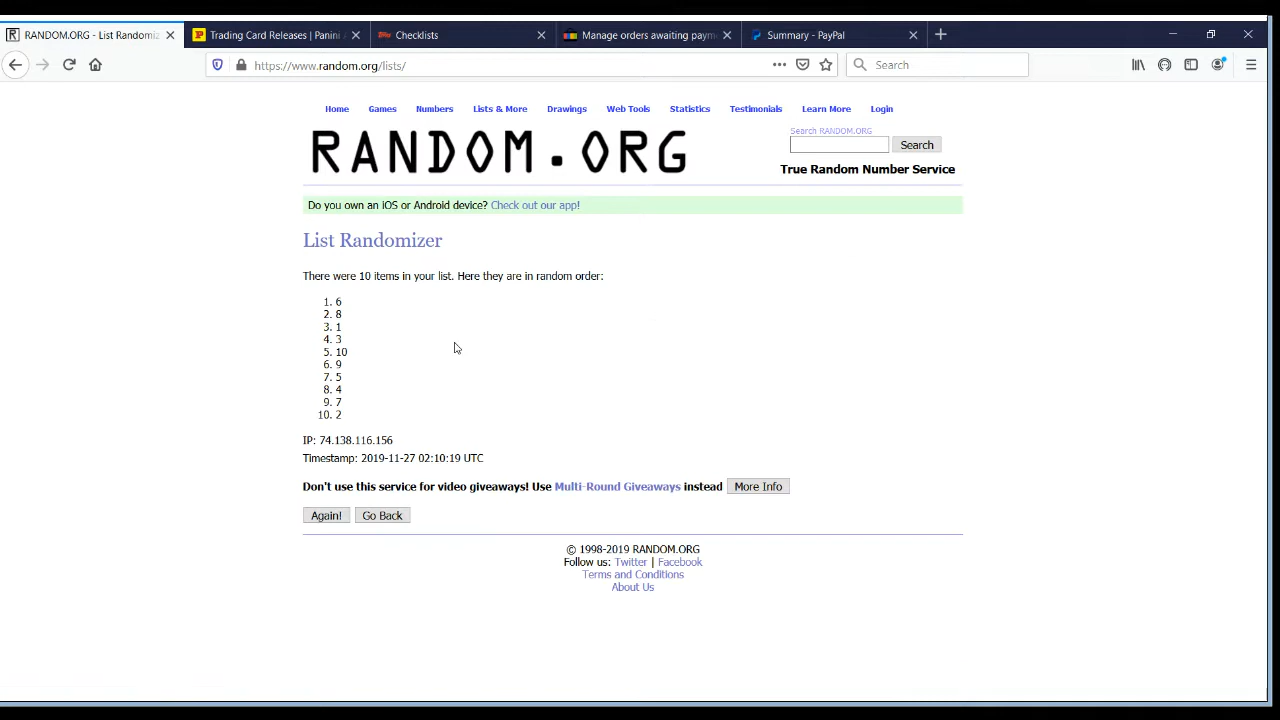 RANDOM.ORG - List Randomiz
Trading Card Releases | Panini A
Checklists
Manage orders awaiting payme
Summary - PayPal
https://www.random.org/lists/
Search
Home Games Numbers Lists & More Drawings Web Tools Statistics Testimonials Learn More Login
RANDOM.ORG
Search RANDOM.ORG
Search
True Random Number Service
Do you own an iOS or Android device? Check out our app!
List Randomizer
There were 10 items in your list. Here they are in random order:
1. 6
2. 8
3. 1
4. 3
5. 10
6. 9
7. 5
8. 4
9. 7
10. 2
IP: 74.138.116.156
Timestamp: 2019-11-27 02:10:19 UTC
Don't use this service for video giveaways! Use Multi-Round Giveaways instead More Info
Again! Go Back
© 1998-2019 RANDOM.ORG
Follow us: Twitter | Facebook
Terms and Conditions
About Us